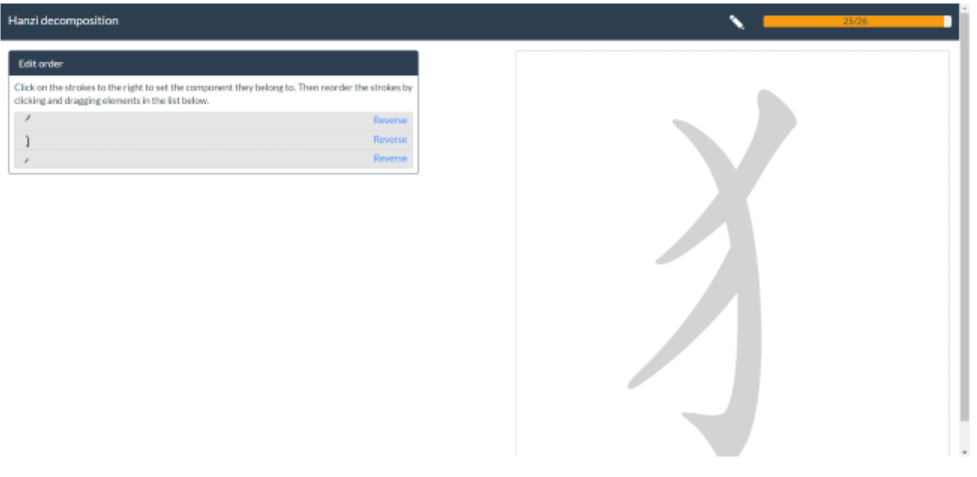 Hanzi decomposition
25/26
Edit order
Click on the strokes to the right to set the component they belong to. Then reorder the strokes by
clicking and dragging elements in the list below.
㇒ Reverse
㇁ Reverse
㇒ Reverse
犭